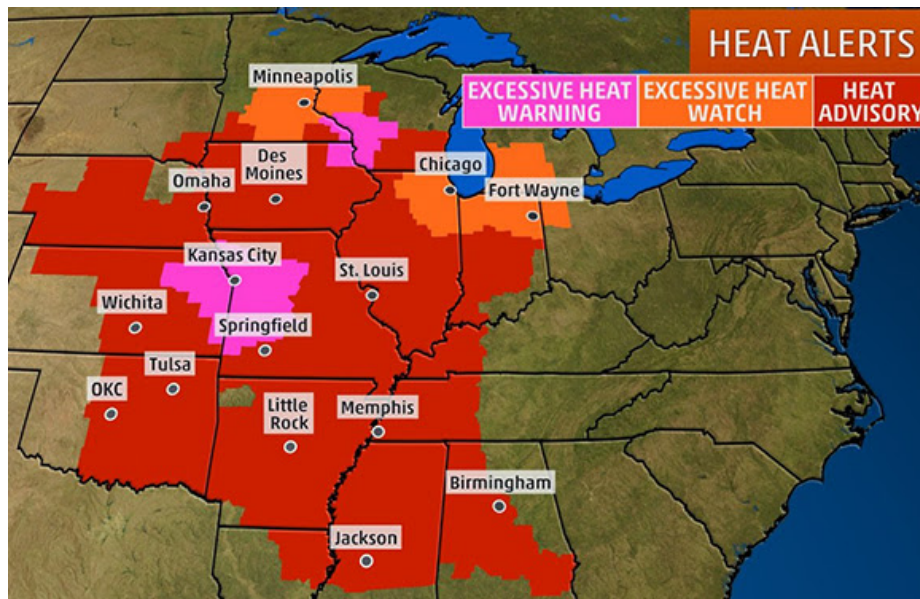 HEAT ALERTS
EXCESSIVE HEAT
WARNING
EXCESSIVE HEAT
WATCH
HEAT
ADVISORY
Minneapolis
Des
Moines
Chicago
Omaha
Fort Wayne
Kansas City
St. Louis
Wichita
Springfield
Tulsa
OKC
Little
Rock
Memphis
Birmingham
Jackson